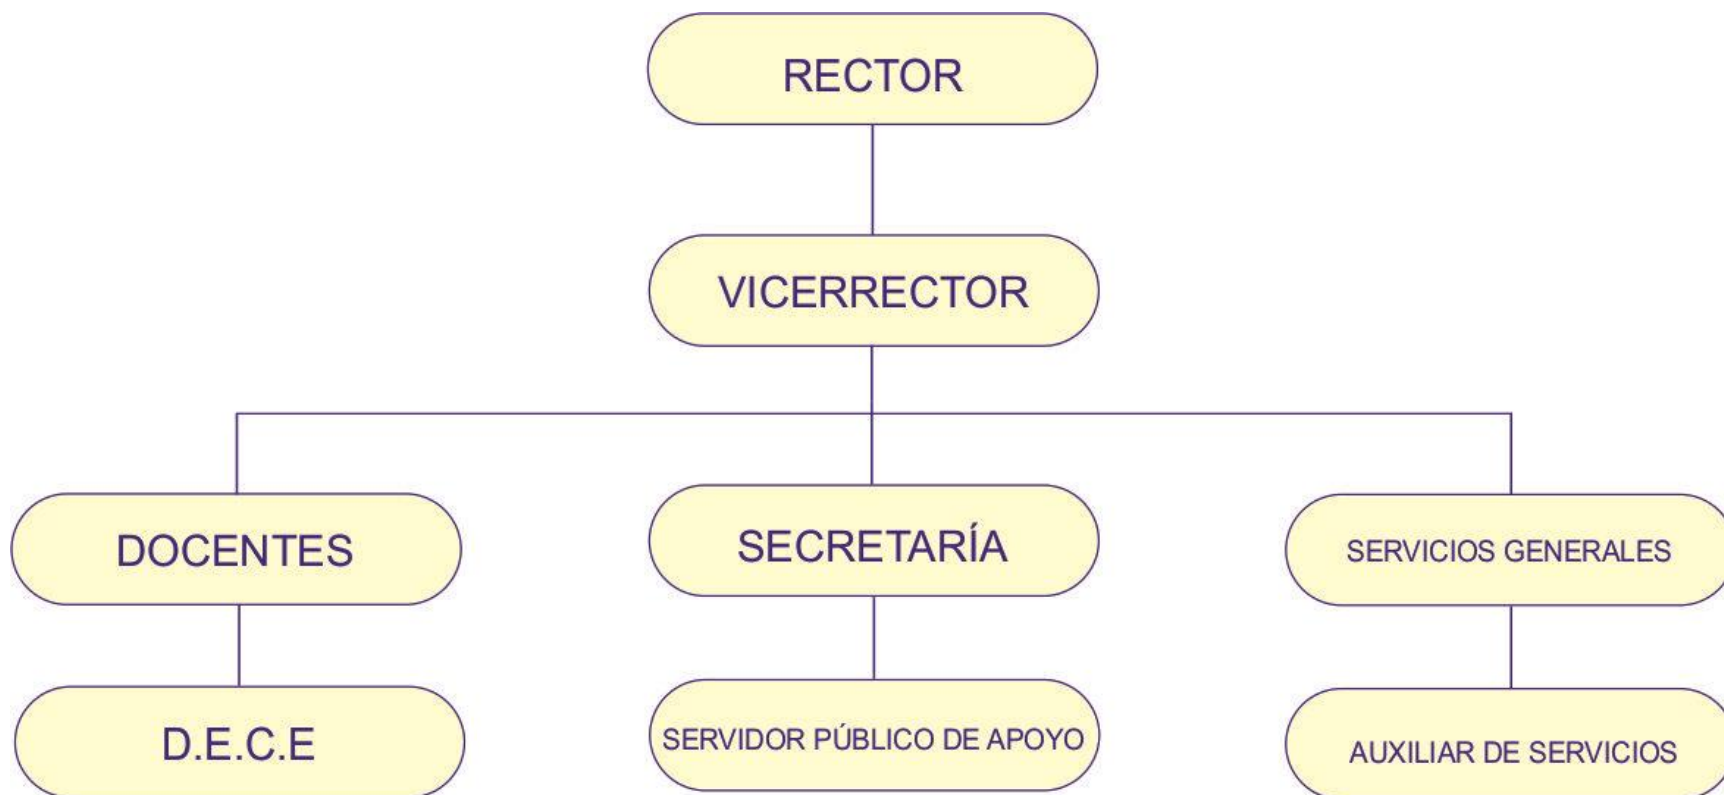 RECTOR
VICERRECTOR
DOCENTES
SECRETARÍA
SERVICIOS GENERALES
D.E.C.E
SERVIDOR PÚBLICO DE APOYO
AUXILIAR DE SERVICIOS